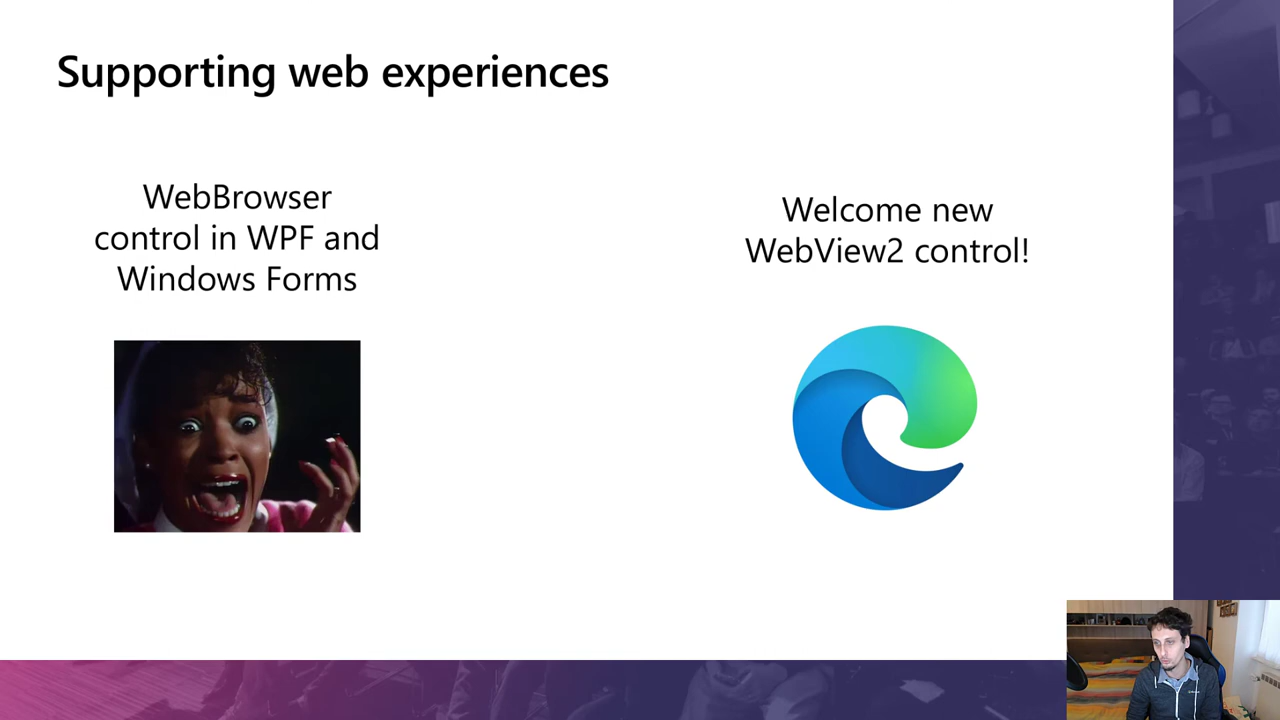 Supporting web experiences
WebBrowser
control in WPF and
Windows Forms
Welcome new
WebView2 control!